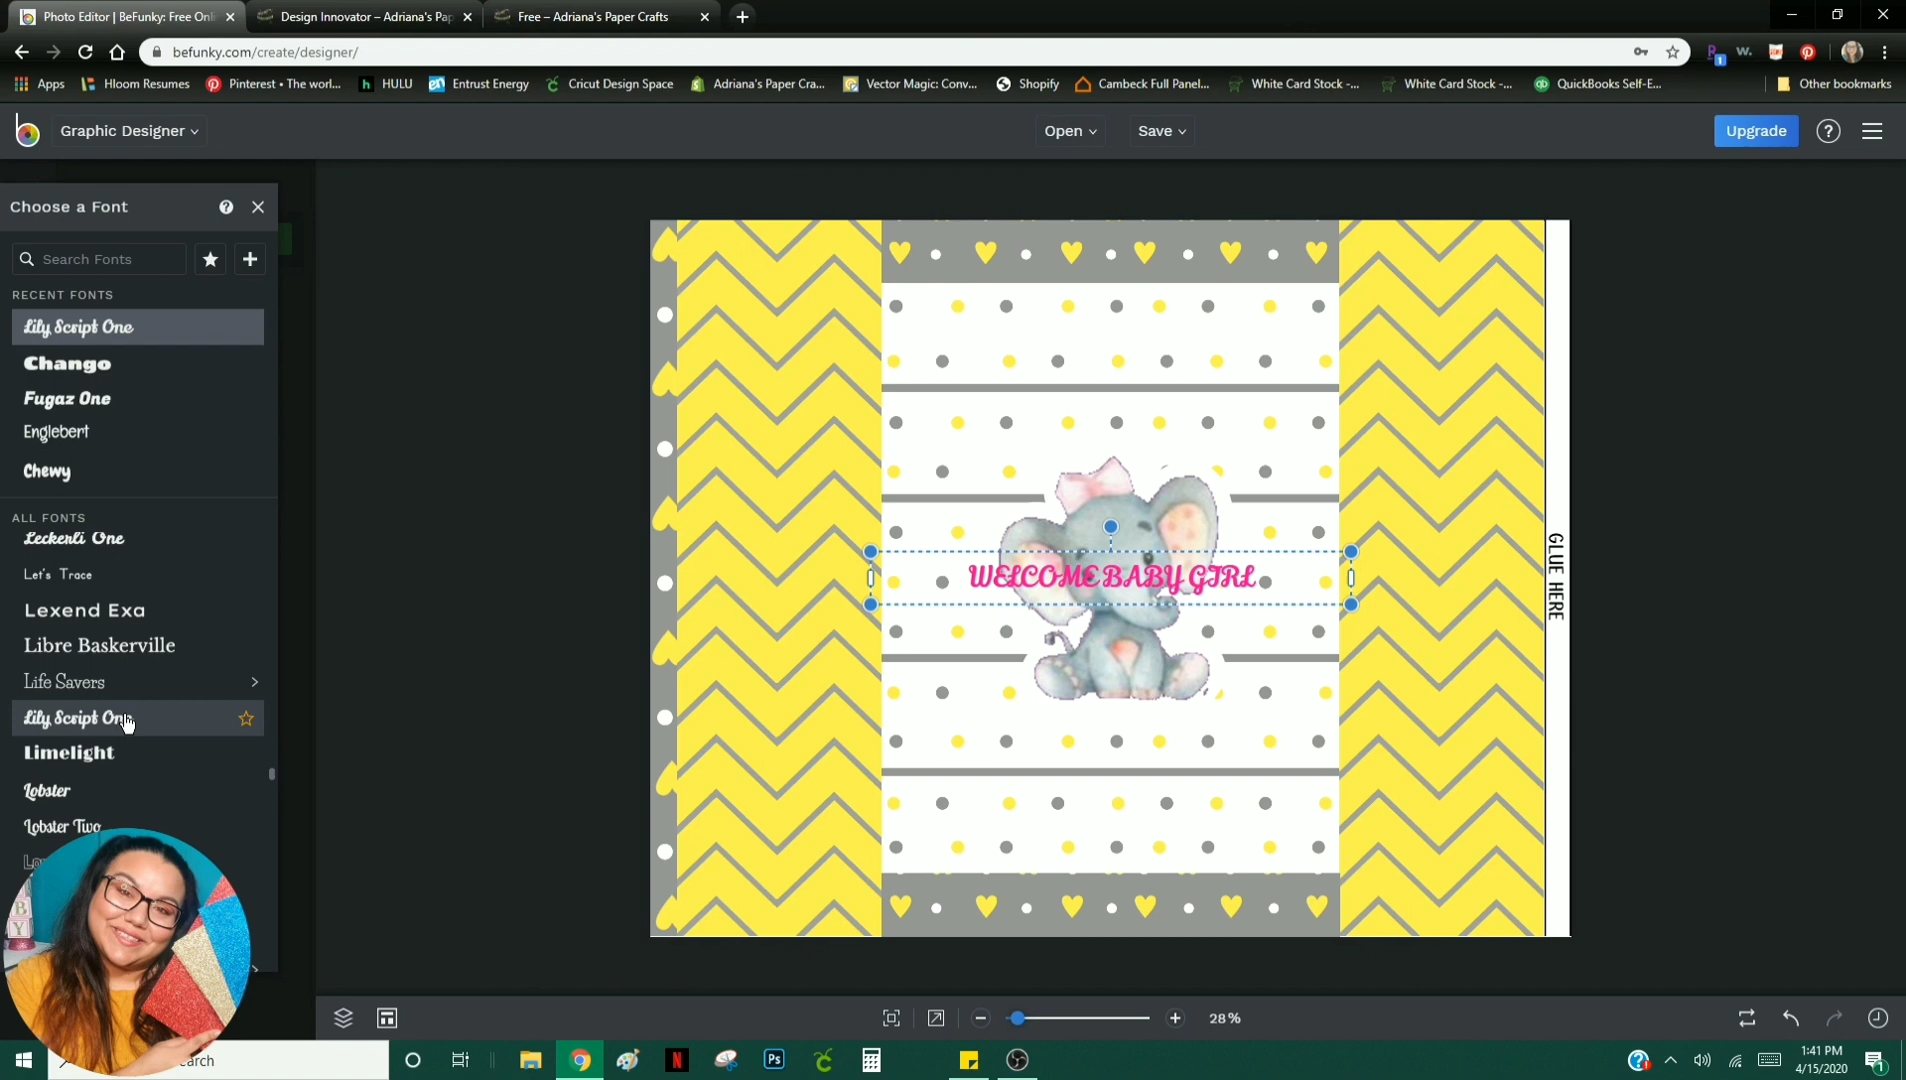 Photo Editor | BeFunky: Free Onli
Design Innovator – Adriana's Pap
Free – Adriana's Paper Crafts
befunky.com/create/designer/
Apps
Hloom Resumes
Pinterest • The worl...
HULU
Entrust Energy
Cricut Design Space
Adriana's Paper Cra...
Vector Magic: Conv...
Shopify
Cambeck Full Panel...
White Card Stock -...
White Card Stock -...
QuickBooks Self-E...
Other bookmarks
Graphic Designer
Open
Save
Upgrade
Choose a Font
Search Fonts
RECENT FONTS
Lily Script One
Chango
Fugaz One
Englebert
Chewy
ALL FONTS
Leckerli One
Let's Trace
Lexend Exa
Libre Baskerville
Life Savers
Lily Script One
Limelight
Lobster
Lobster Two
WELCOME BABY GIRL
GLUE HERE
B
Y
28%
Ps
1:41 PM
4/15/2020
1